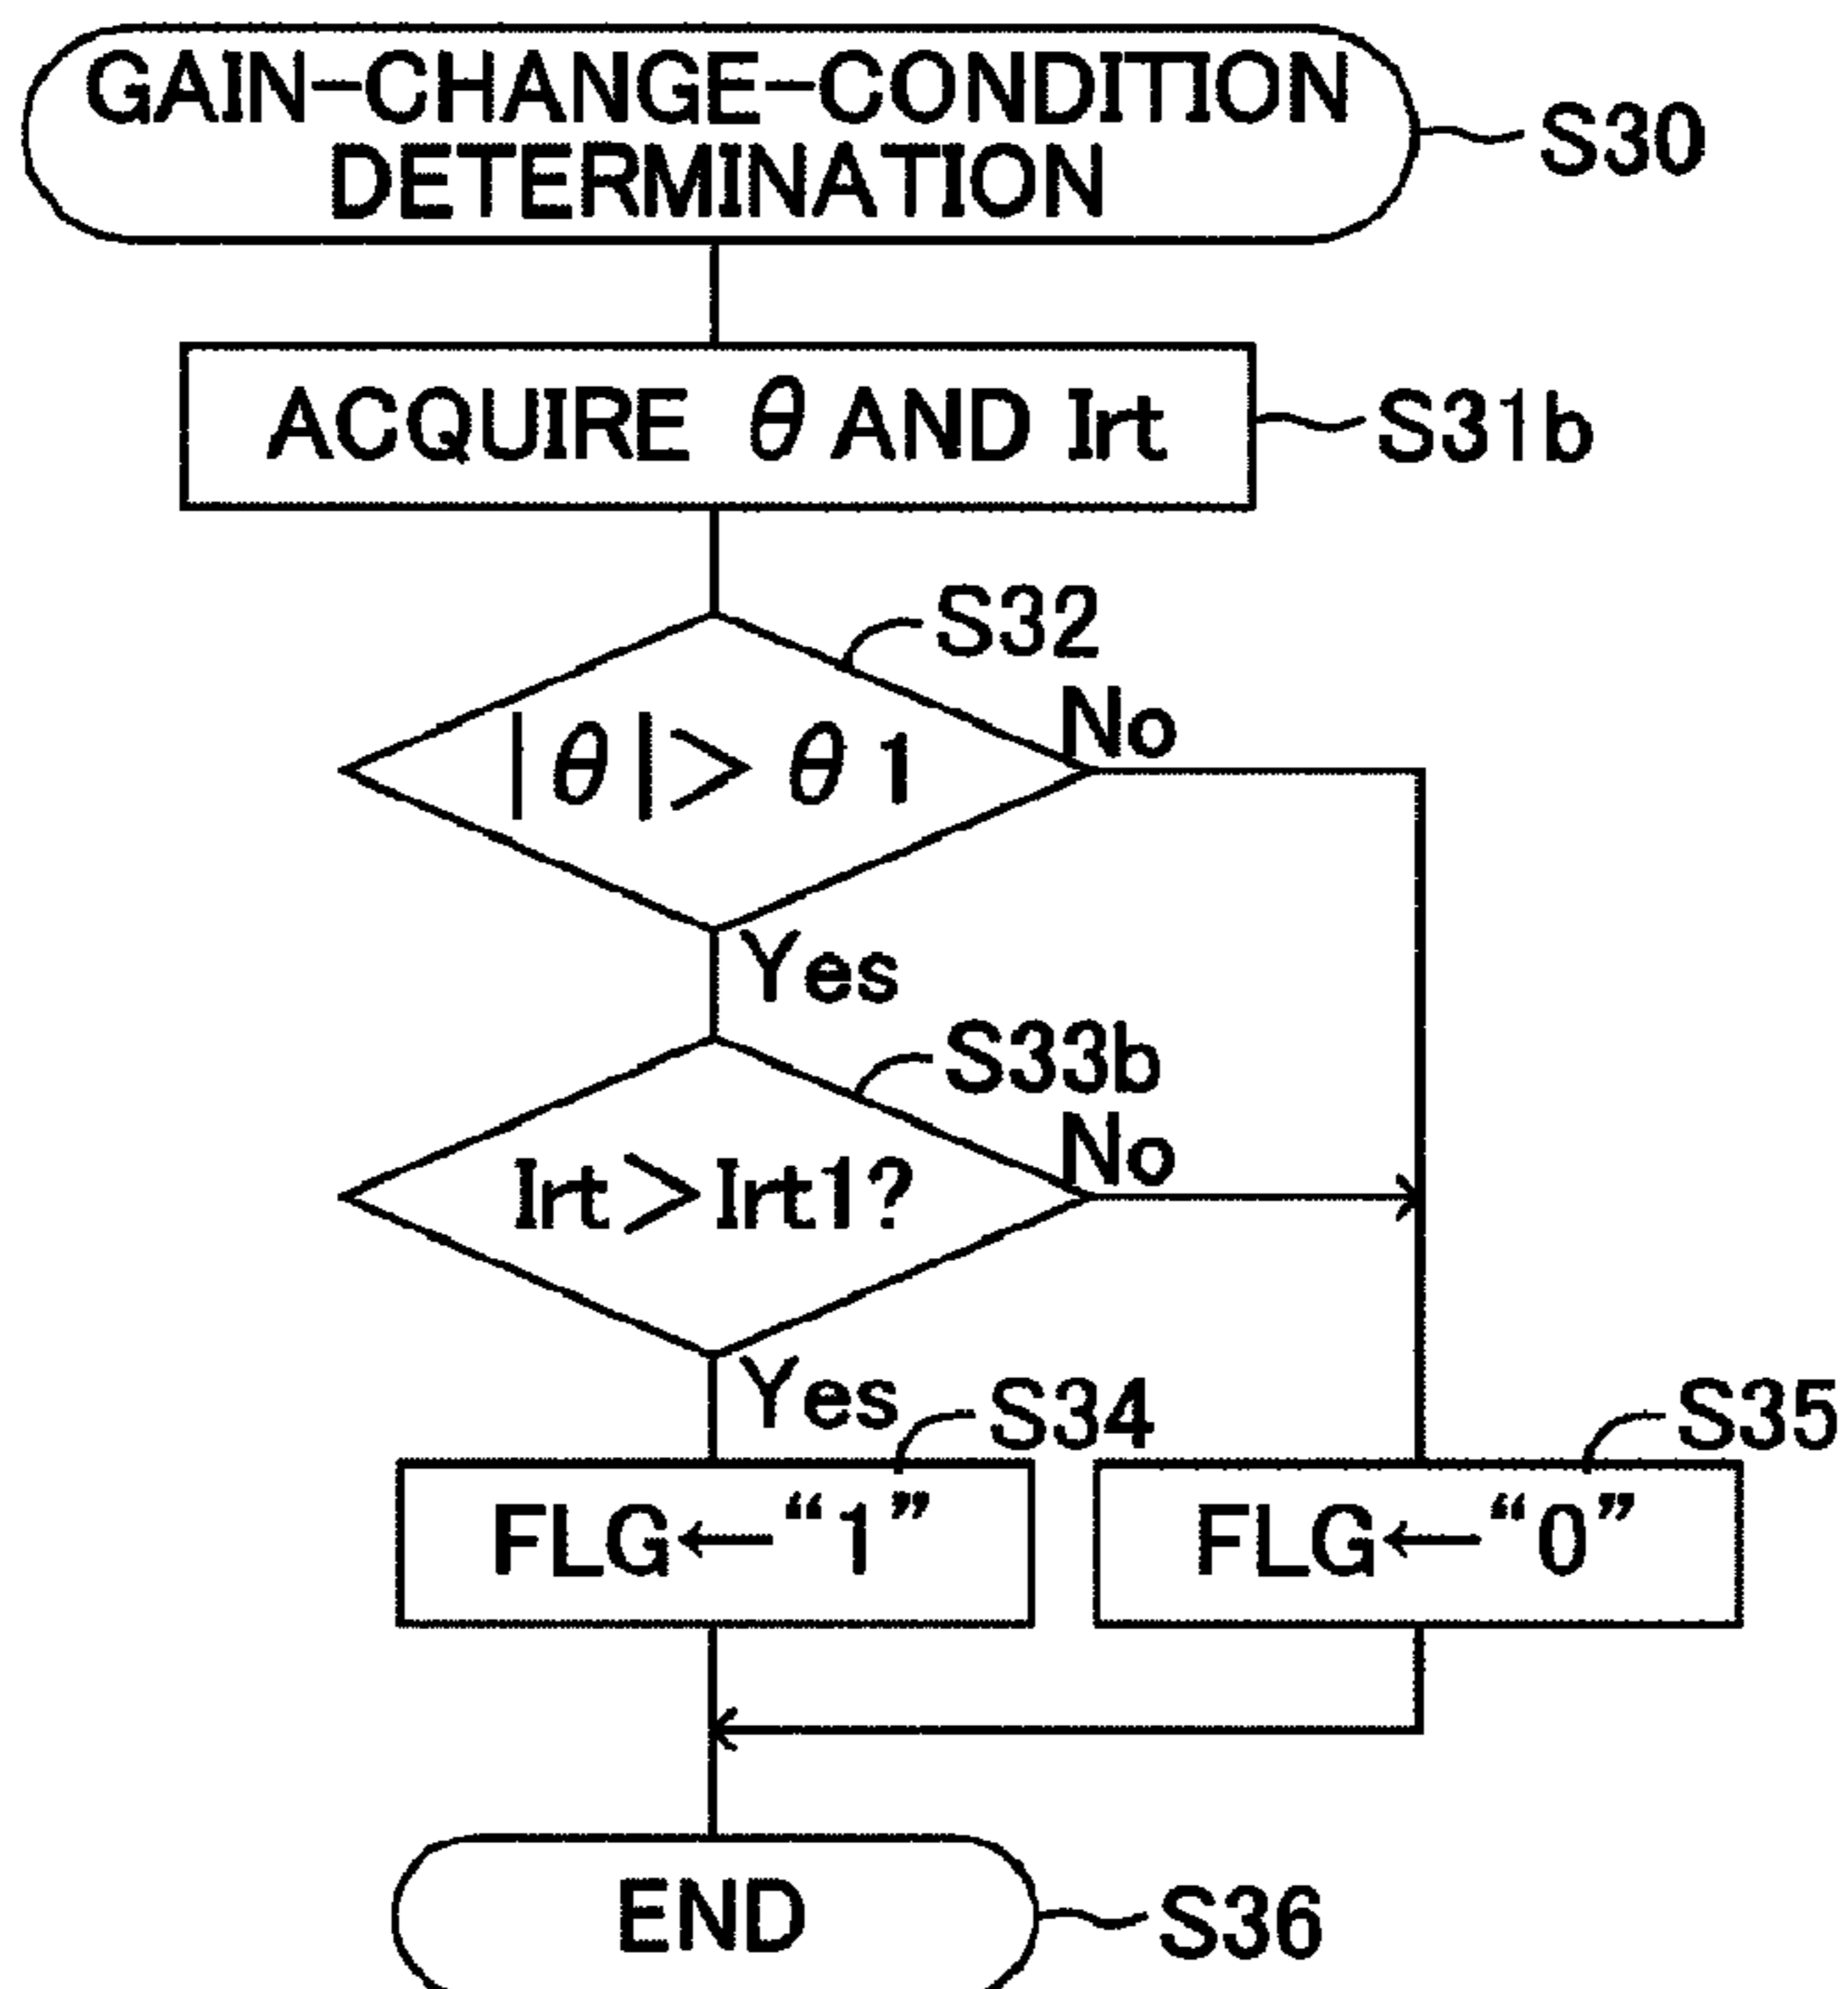 GAIN-CHANGE-CONDITION
DETERMINATION
S30
ACQUIRE θ AND Irt
S31b
S32
|θ|> θ1
No
Yes
S33b
Irt>Irt1?
No
Yes
S34
FLG←“1”
S35
FLG←“0”
END
S36